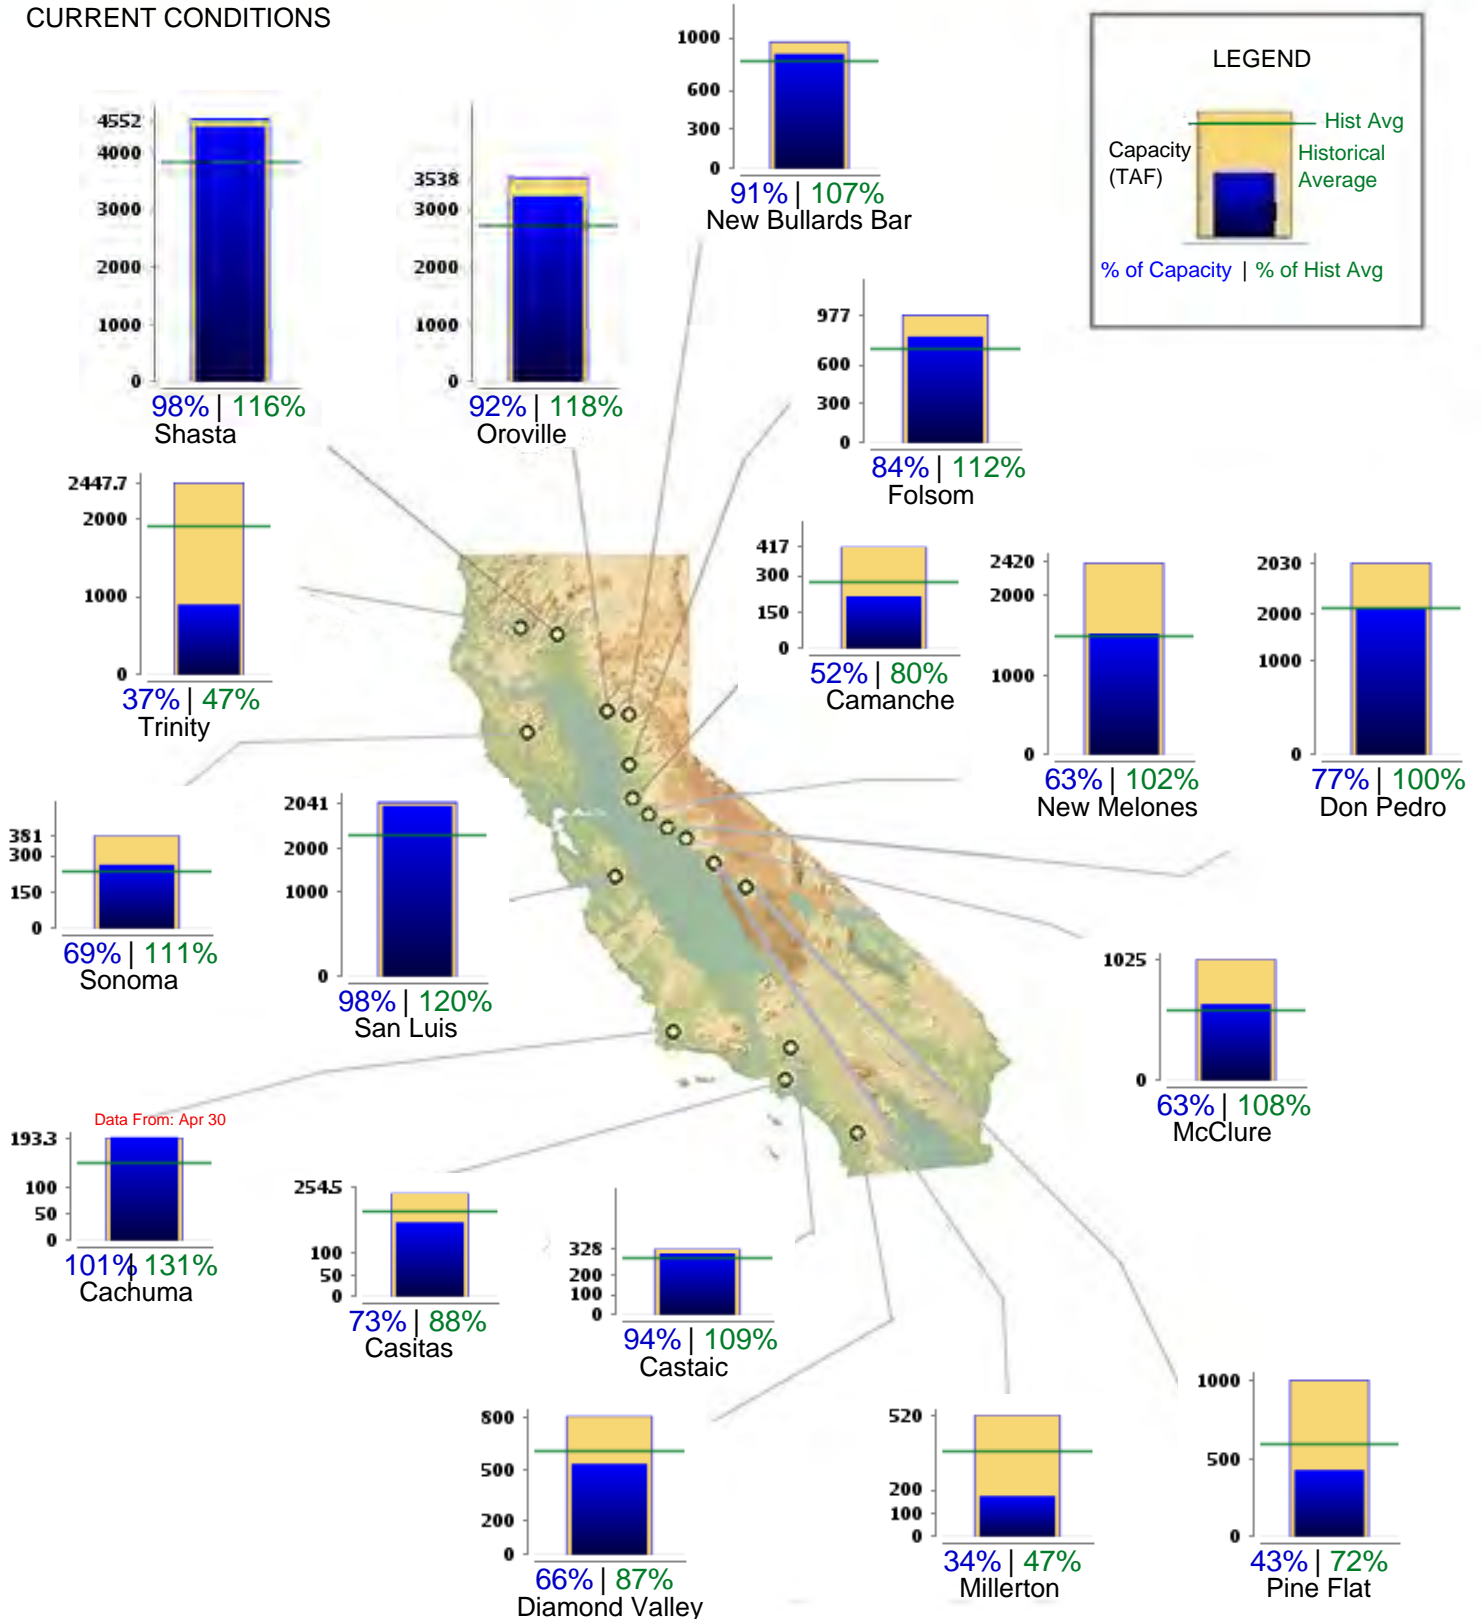 CURRENT CONDITIONS
1000
600
300
0
91% | 107%
New Bullards Bar
LEGEND
Hist Avg
Capacity
(TAF)
Historical
Average
% of Capacity | % of Hist Avg
4552
4000
3000
2000
1000
0
98% | 116%
Shasta
3538
3000
2000
1000
0
92% | 118%
Oroville
977
600
300
0
84% | 112%
Folsom
2447.7
2000
1000
0
37% | 47%
Trinity
417
300
150
0
52% | 80%
Camanche
2420
2000
1000
0
63% | 102%
New Melones
2030
2000
1000
0
77% | 100%
Don Pedro
381
300
150
0
69% | 111%
Sonoma
2041
2000
1000
0
98% | 120%
San Luis
1025
0
63% | 108%
McClure
Data From: Apr 30
193.3
100
50
0
101% | 131%
Cachuma
254.5
100
50
0
73% | 88%
Casitas
328
200
100
0
94% | 109%
Castaic
800
500
200
0
66% | 87%
Diamond Valley
520
200
100
0
34% | 47%
Millerton
1000
500
0
43% | 72%
Pine Flat